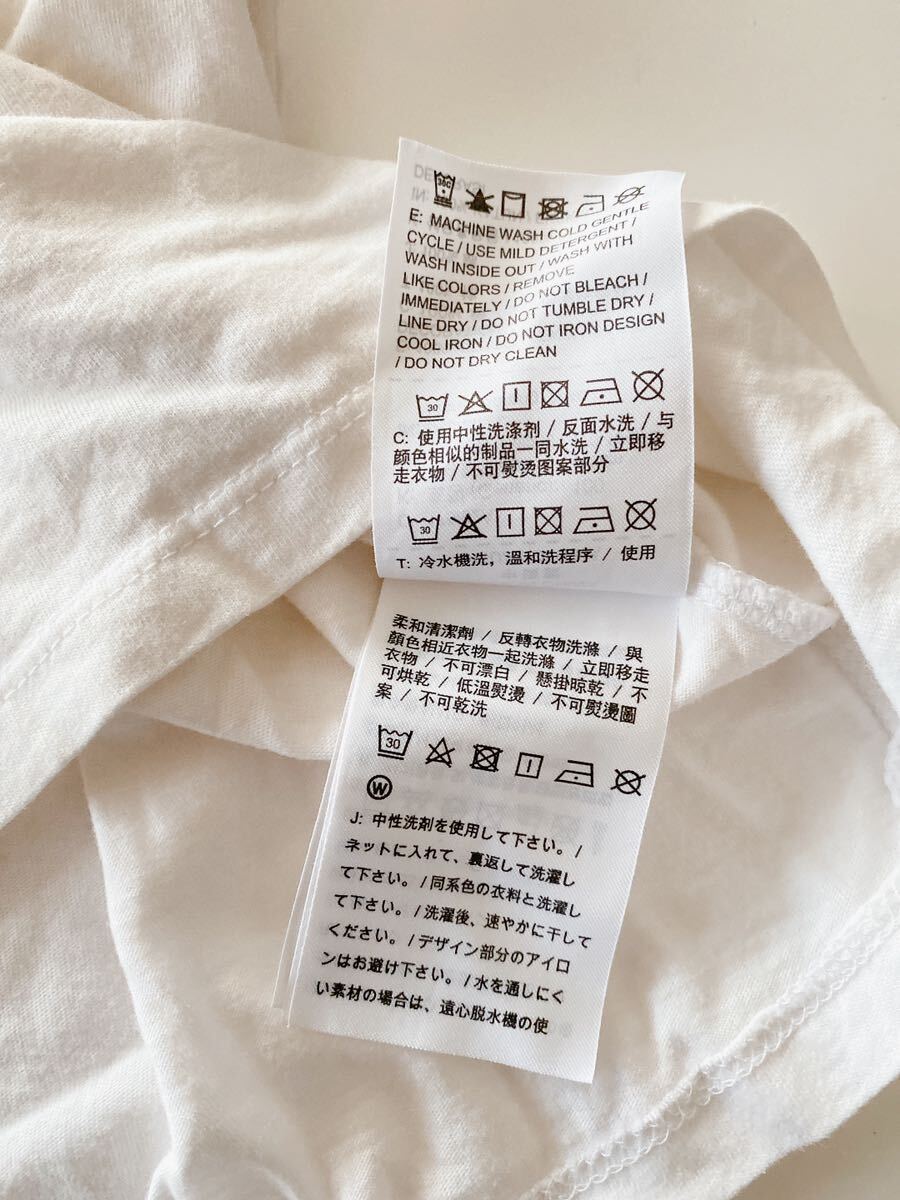 30C
E: MACHINE WASH COLD GENTLE
CYCLE / USE MILD DETERGENT /
WASH INSIDE OUT / WASH WITH
LIKE COLORS / REMOVE
IMMEDIATELY / DO NOT BLEACH /
LINE DRY / DO NOT TUMBLE DRY /
COOL IRON / DO NOT IRON DESIGN
/ DO NOT DRY CLEAN
30
C: 使用中性洗涤剂 / 反面水洗 / 与
颜色相似的制品一同水洗 / 立即移
走衣物 / 不可熨烫图案部分
30
T: 冷水機洗，溫和洗程序 / 使用
柔和清潔劑 / 反轉衣物洗滌 / 與
顏色相近衣物一起洗滌 / 立即移走
衣物 / 不可漂白 / 懸掛晾乾 / 不
可烘乾 / 低溫熨燙 / 不可熨燙圖
案 / 不可乾洗
30
W
J: 中性洗剤を使用して下さい。/
ネットに入れて、裏返して洗濯し
て下さい。/ 同系色の衣料と洗濯し
て下さい。/ 洗濯後、速やかに干して
ください。/ デザイン部分のアイロ
ンはお避け下さい。/ 水を通しにく
い素材の場合は、遠心脱水機の使